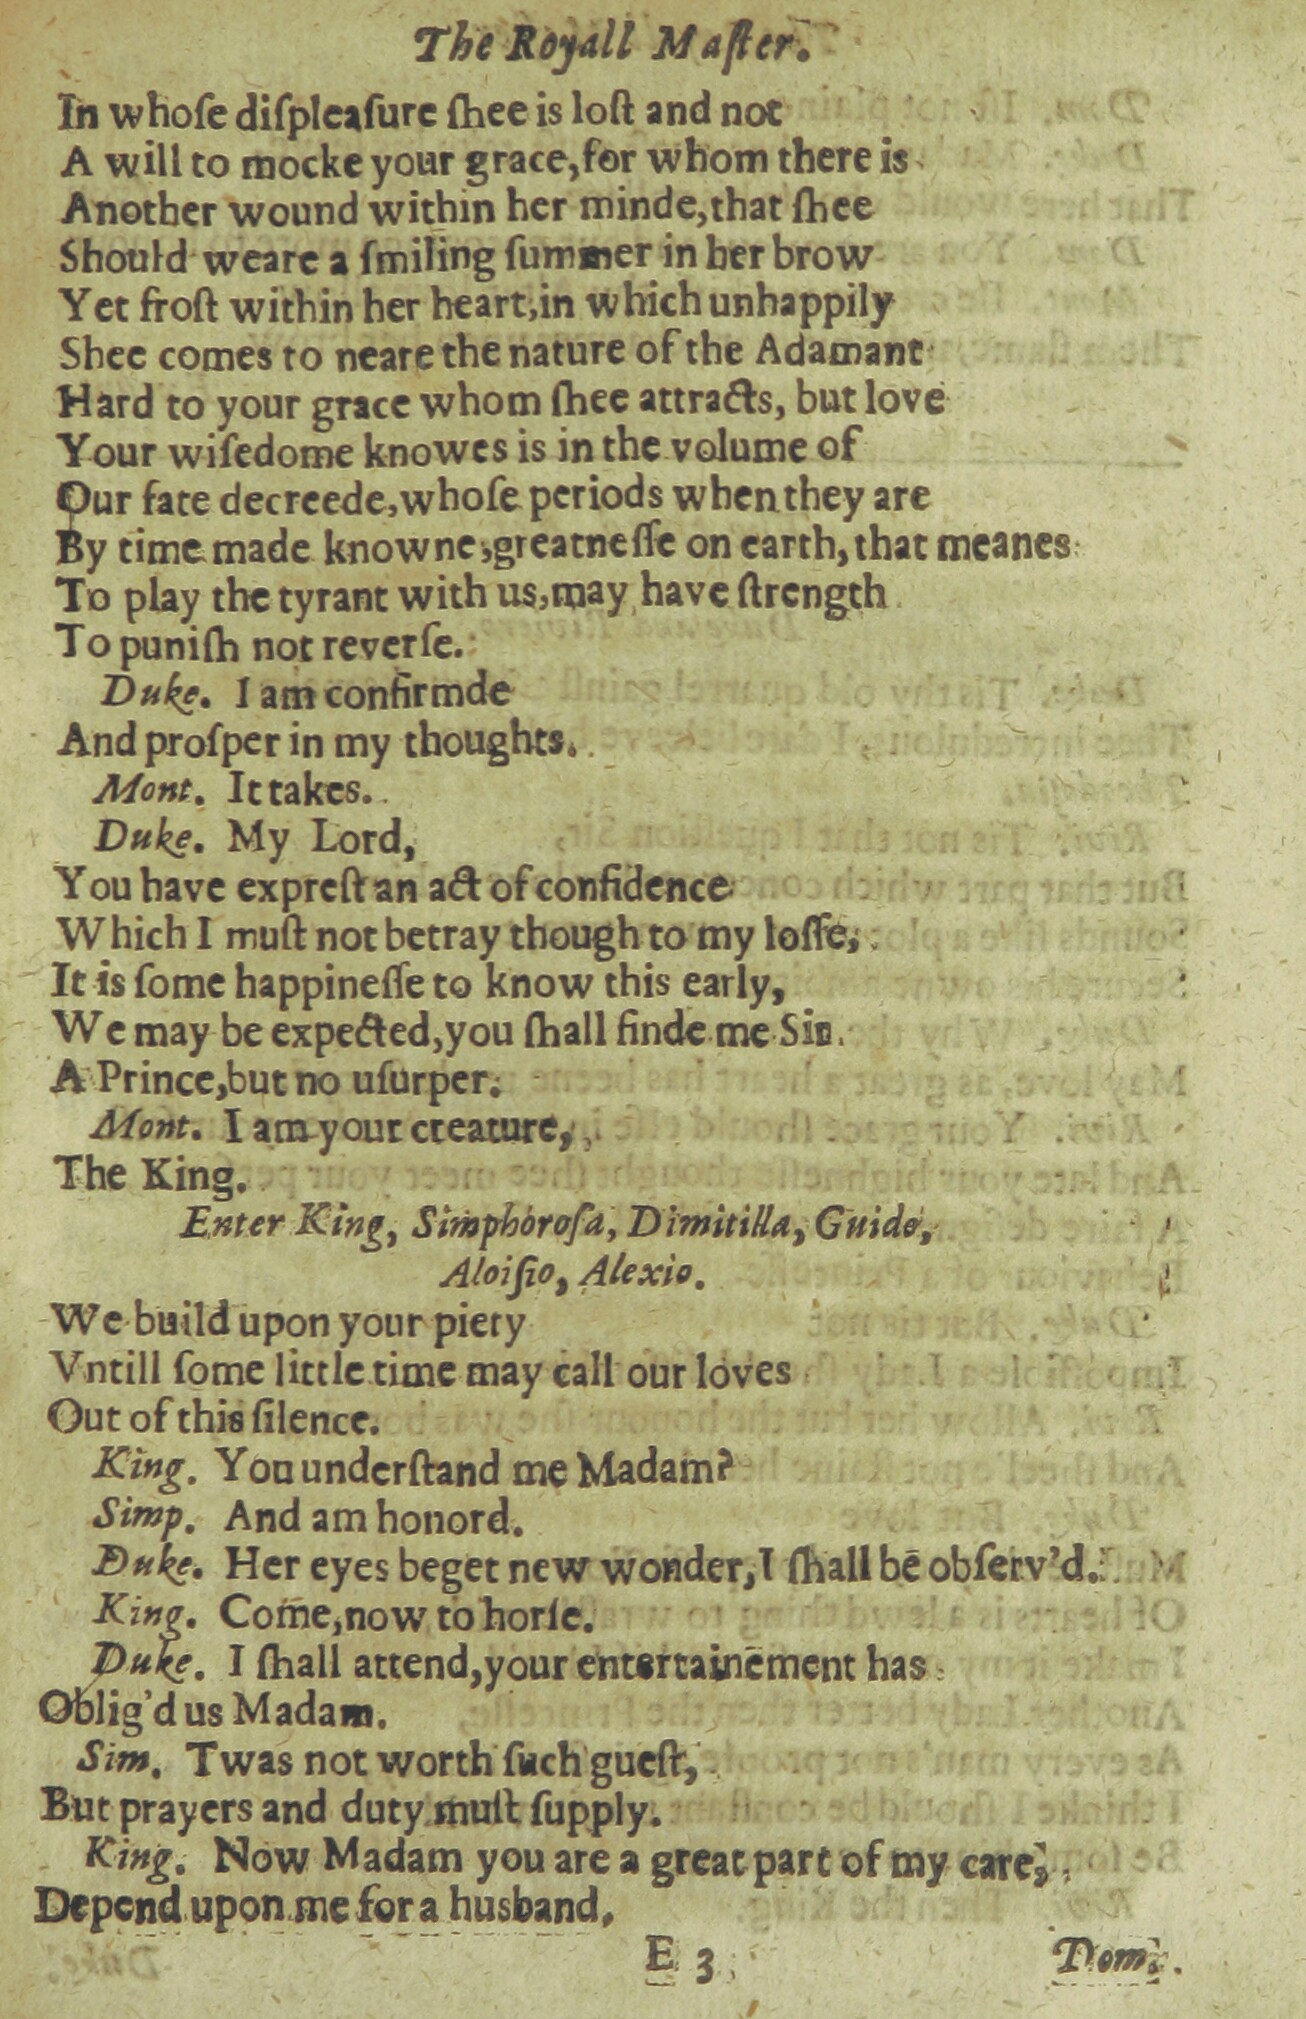 The Royall Maſter.
In whoſe diſpleaſure ſhee is loſt and not
A will to mocke your grace, for whom there is
Another wound within her minde, that ſhee
Should weare a ſmiling ſummer in her brow
Yet froſt within her heart, in which unhappily
Shee comes to neare the nature of the Adamant
Hard to your grace whom ſhee attracts, but love
Your wiſedome knowes is in the volume of
Our fate decreede, whoſe periods when they are
By time made knowne, greatneſſe on earth, that meanes
To play the tyrant with us, may have ſtrength
To puniſh not reverſe.
Duke. I am confirmde
And proſper in my thoughts.
Mont. It takes.
Duke. My Lord,
You have expreſt an act of confidence
Which I muſt not betray though to my loſſe,
It is ſome happineſſe to know this early,
We may be expected, you ſhall finde me Sir.
A Prince, but no uſurper.
Mont. I am your creature,
The King.
Enter King, Simphoroſa, Dimitilla, Guido,
Aloiſio, Alexio.
We build upon your piety
Vntill ſome little time may call our loves
Out of this ſilence.
King. You underſtand me Madam?
Simp. And am honord.
Duke. Her eyes beget new wonder, I ſhall be obſerv'd.
King. Come, now to horſe.
Duke. I ſhall attend, your entertainement has
Oblig'd us Madam.
Sim. Twas not worth ſuch gueſt,
But prayers and duty muſt ſupply.
King. Now Madam you are a great part of my care,
Depend upon me for a husband,
E 3
Dom.